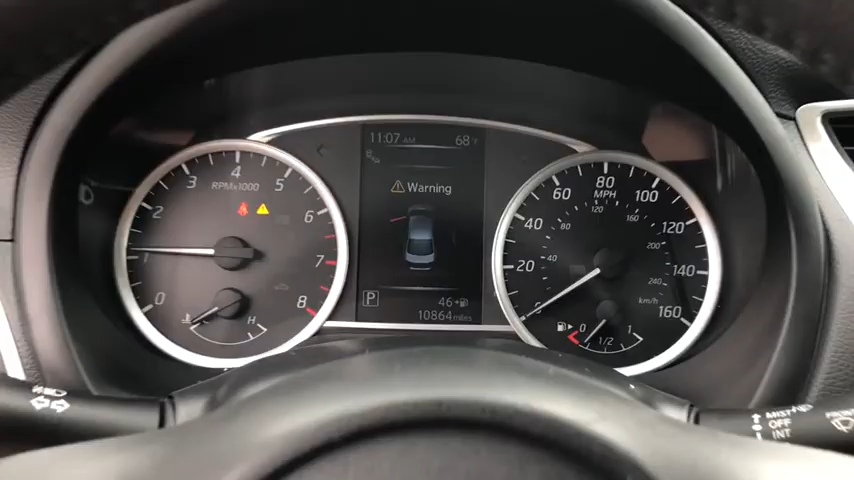 11:07 AM 68°F
Warning
P
46
10864 miles
RPM×1000
0
1
2
3
4
5
6
7
8
C
H
MPH
km/h
20
40
60
80
100
120
140
160
40
80
120
160
200
240
0
1/2
1
MIST
OFF
INT
FRONT